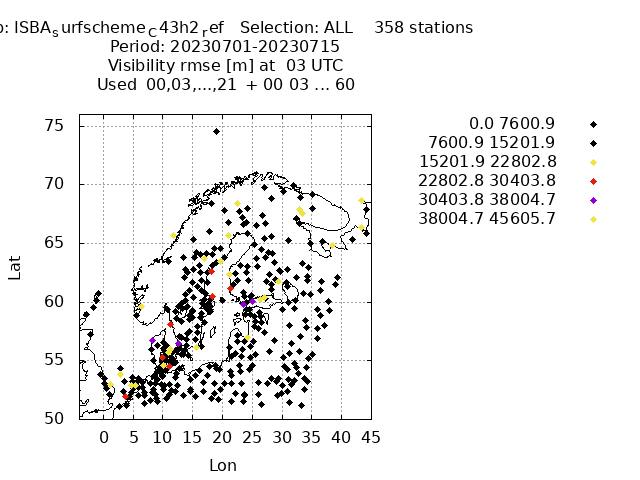 p: ISBA_surfscheme_C43h2_ref Selection: ALL 358 stations
Period: 20230701-20230715
Visibility rmse [m] at 03 UTC
Used 00,03,...,21 + 00 03 ... 60
0.0 7600.9
7600.9 15201.9
15201.9 22802.8
22802.8 30403.8
30403.8 38004.7
38004.7 45605.7
75
70
65
60
55
50
Lat
0 5 10 15 20 25 30 35 40 45
Lon